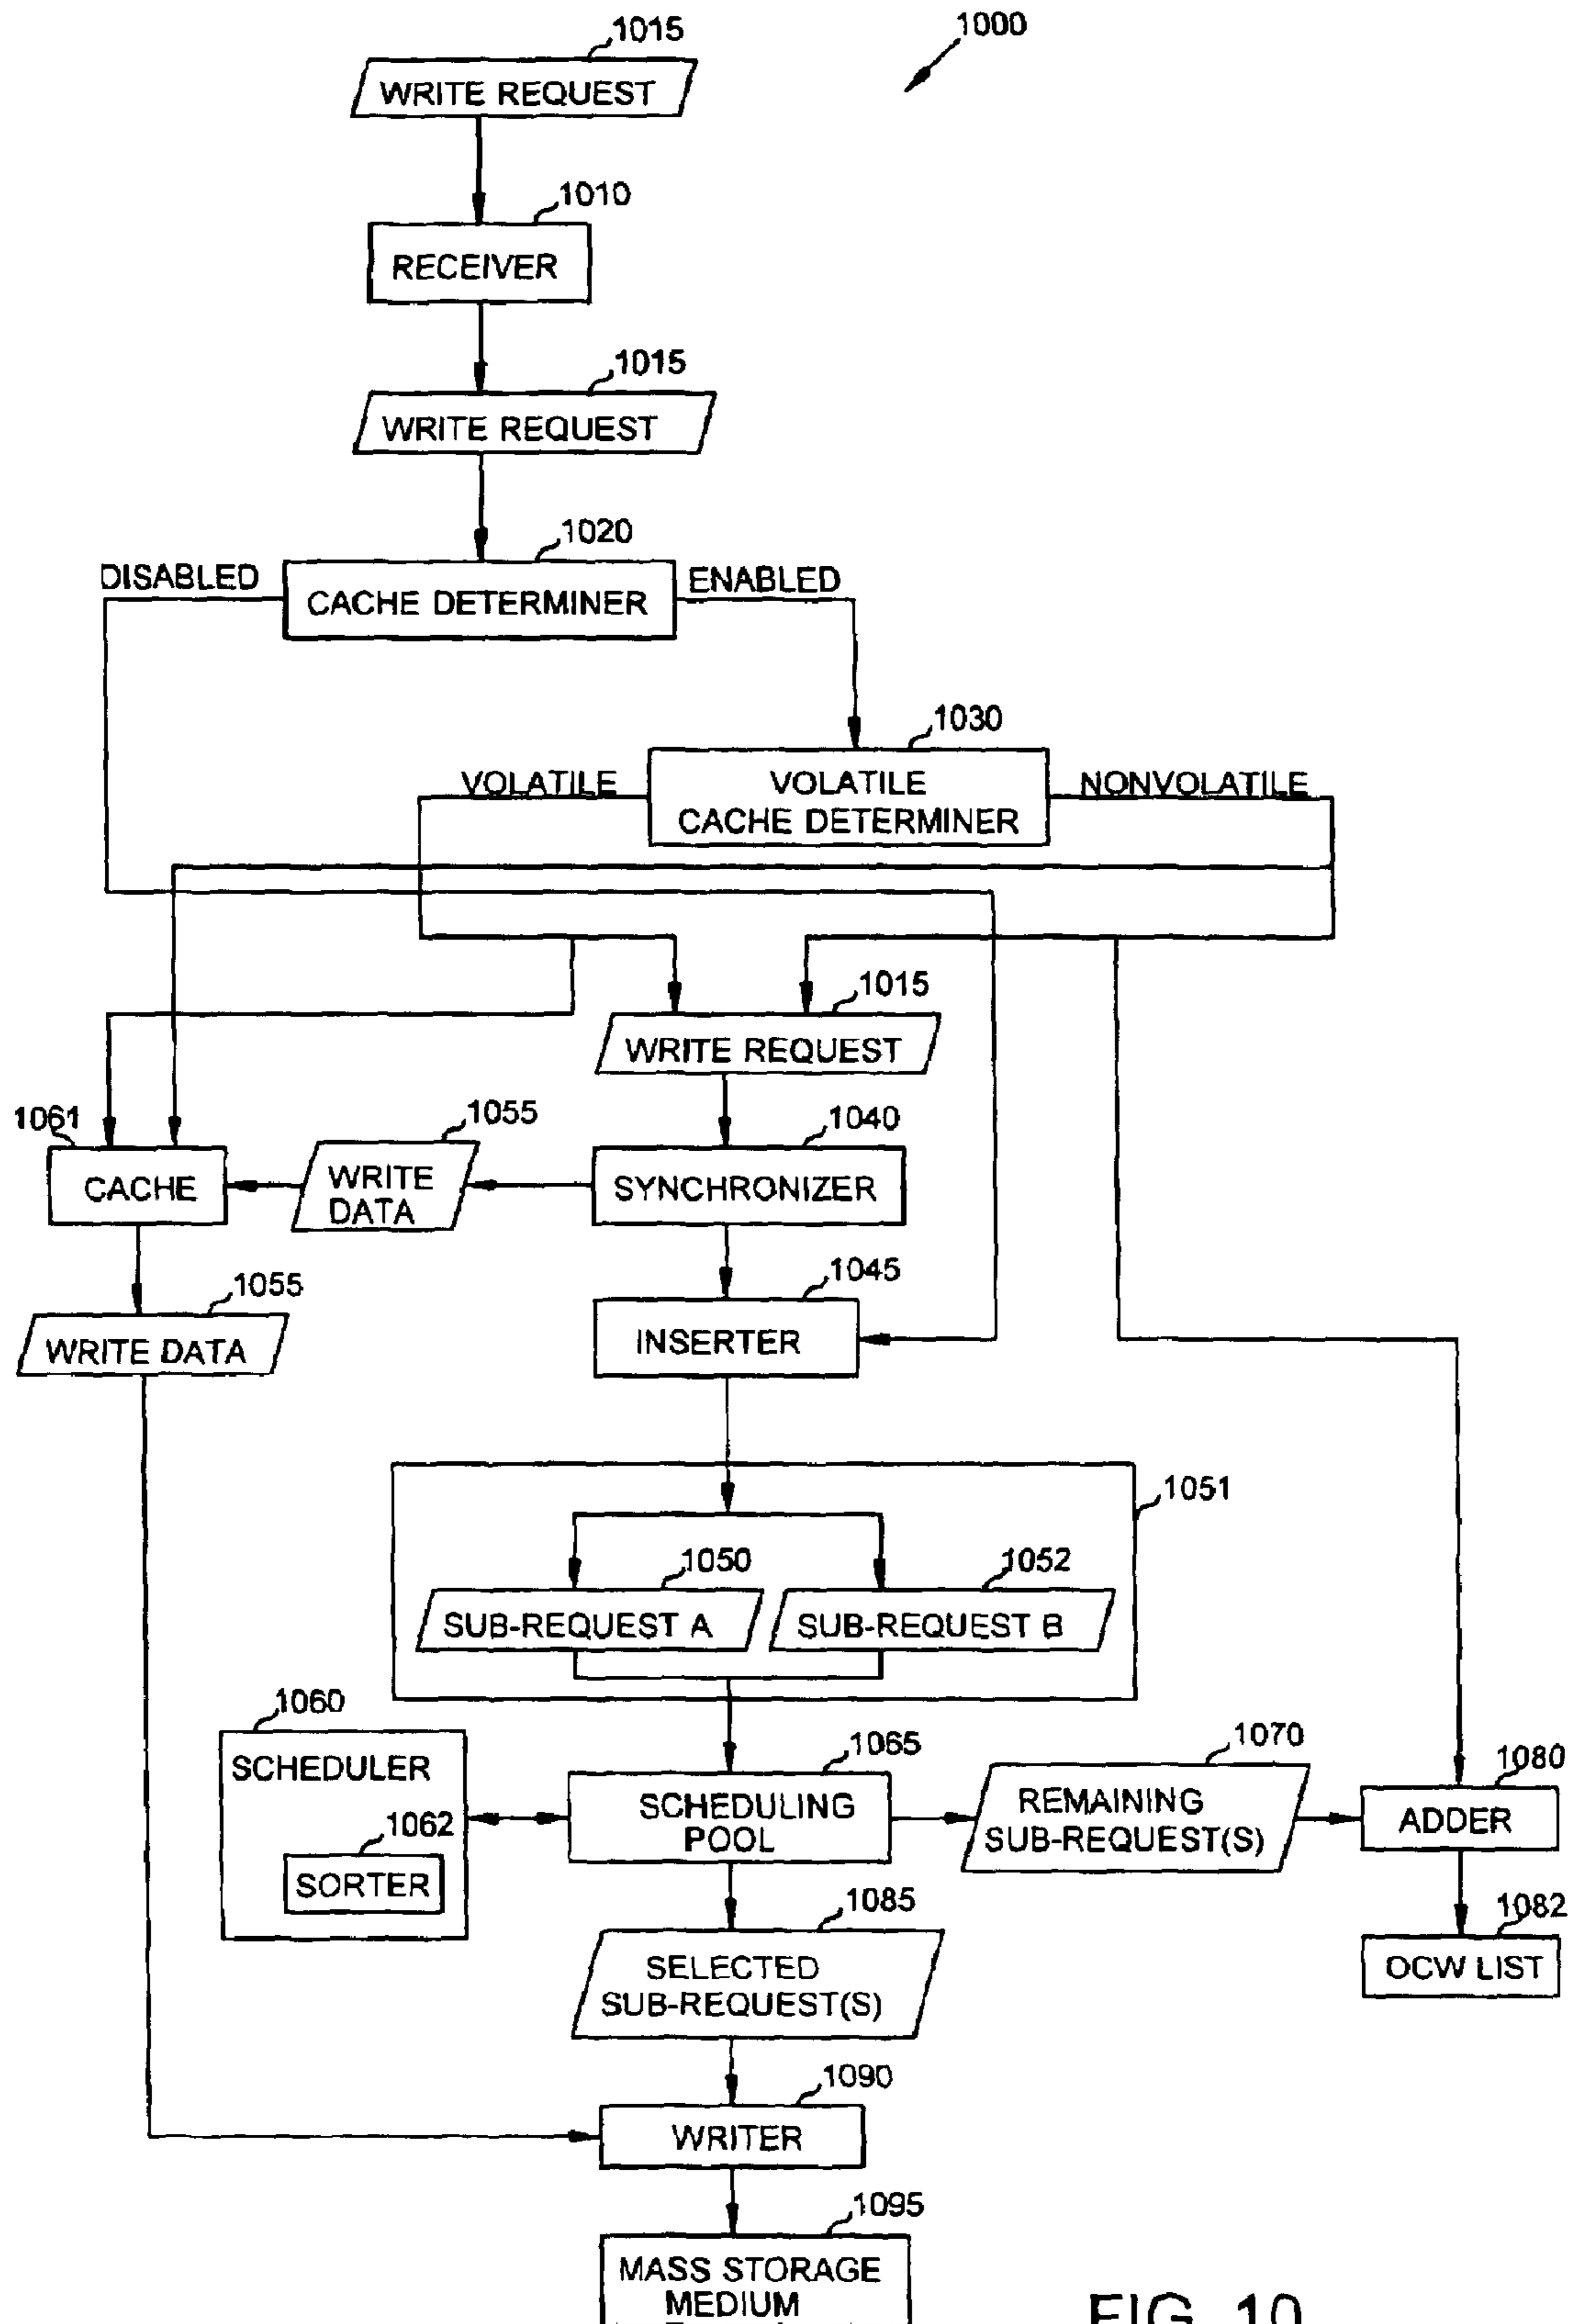 1015
1000
WRITE REQUEST
1010
RECEIVER
1015
WRITE REQUEST
1020
DISABLED
CACHE DETERMINER
ENABLED
1030
VOLATILE
VOLATILE
CACHE DETERMINER
NONVOLATILE
1015
WRITE REQUEST
1061
CACHE
1055
WRITE
DATA
1040
SYNCHRONIZER
1055
WRITE DATA
1045
INSERTER
1051
1050
SUB-REQUEST A
1052
SUB-REQUEST B
1060
SCHEDULER
1062
SORTER
1065
SCHEDULING
POOL
1070
REMAINING
SUB-REQUEST(S)
1080
ADDER
1082
OCW LIST
1085
SELECTED
SUB-REQUEST(S)
1090
WRITER
1095
MASS STORAGE
MEDIUM
FIG. 10